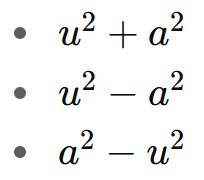 • u² + a²
• u² − a²
• a² − u²